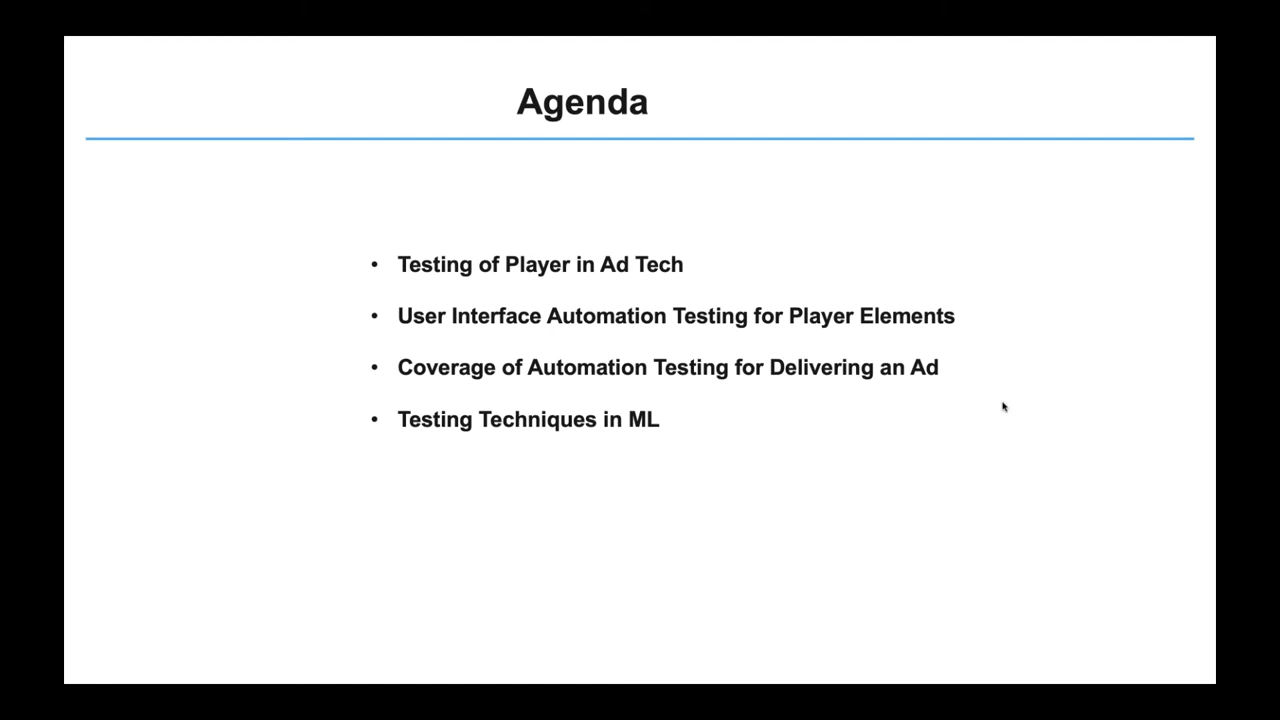 Agenda
• Testing of Player in Ad Tech
• User Interface Automation Testing for Player Elements
• Coverage of Automation Testing for Delivering an Ad
• Testing Techniques in ML